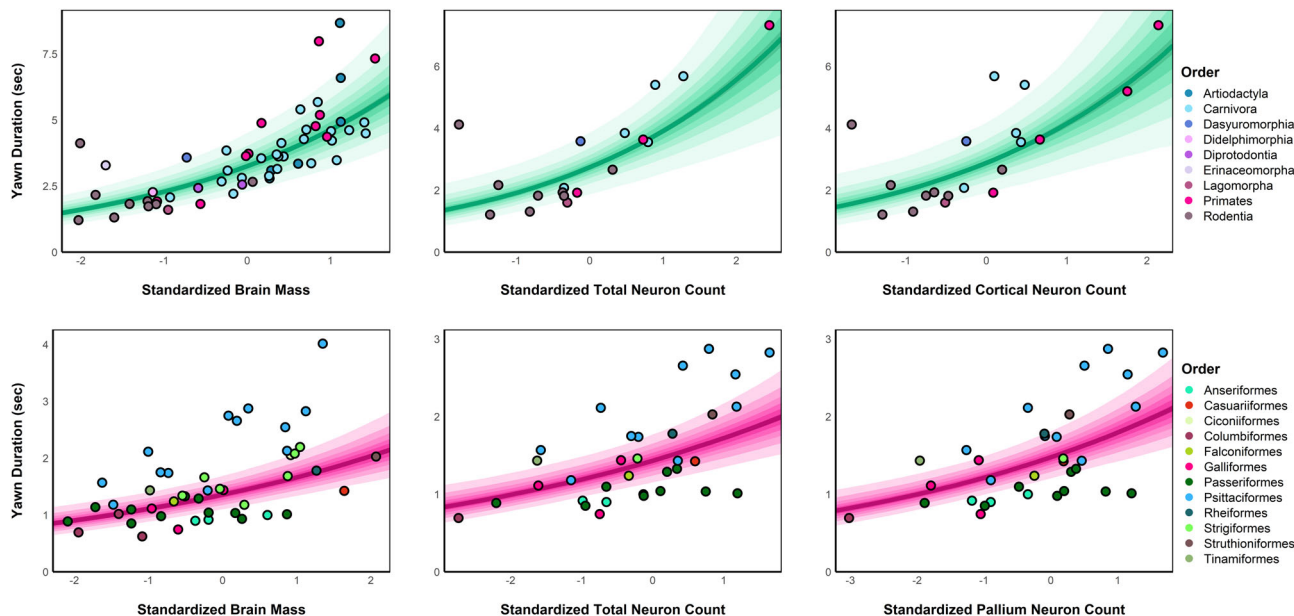 Yawn Duration (sec)
7.5
5
2.5
0
-2
-1
0
1
Standardized Brain Mass
6
4
2
0
-1
0
1
2
Standardized Total Neuron Count
6
4
2
0
-1
0
1
2
Standardized Cortical Neuron Count
Order
Artiodactyla
Carnivora
Dasyuromorphia
Didelphimorphia
Diprotodontia
Erinaceomorpha
Lagomorpha
Primates
Rodentia
Yawn Duration (sec)
4
3
2
1
0
-2
-1
0
1
2
Standardized Brain Mass
3
2
1
0
-2
-1
0
1
Standardized Total Neuron Count
3
2
1
0
-3
-2
-1
0
1
Standardized Pallium Neuron Count
Order
Anseriformes
Casuariiformes
Ciconiiformes
Columbiformes
Falconiformes
Galliformes
Passeriformes
Psittaciformes
Rheiformes
Strigiformes
Struthioniformes
Tinamiformes